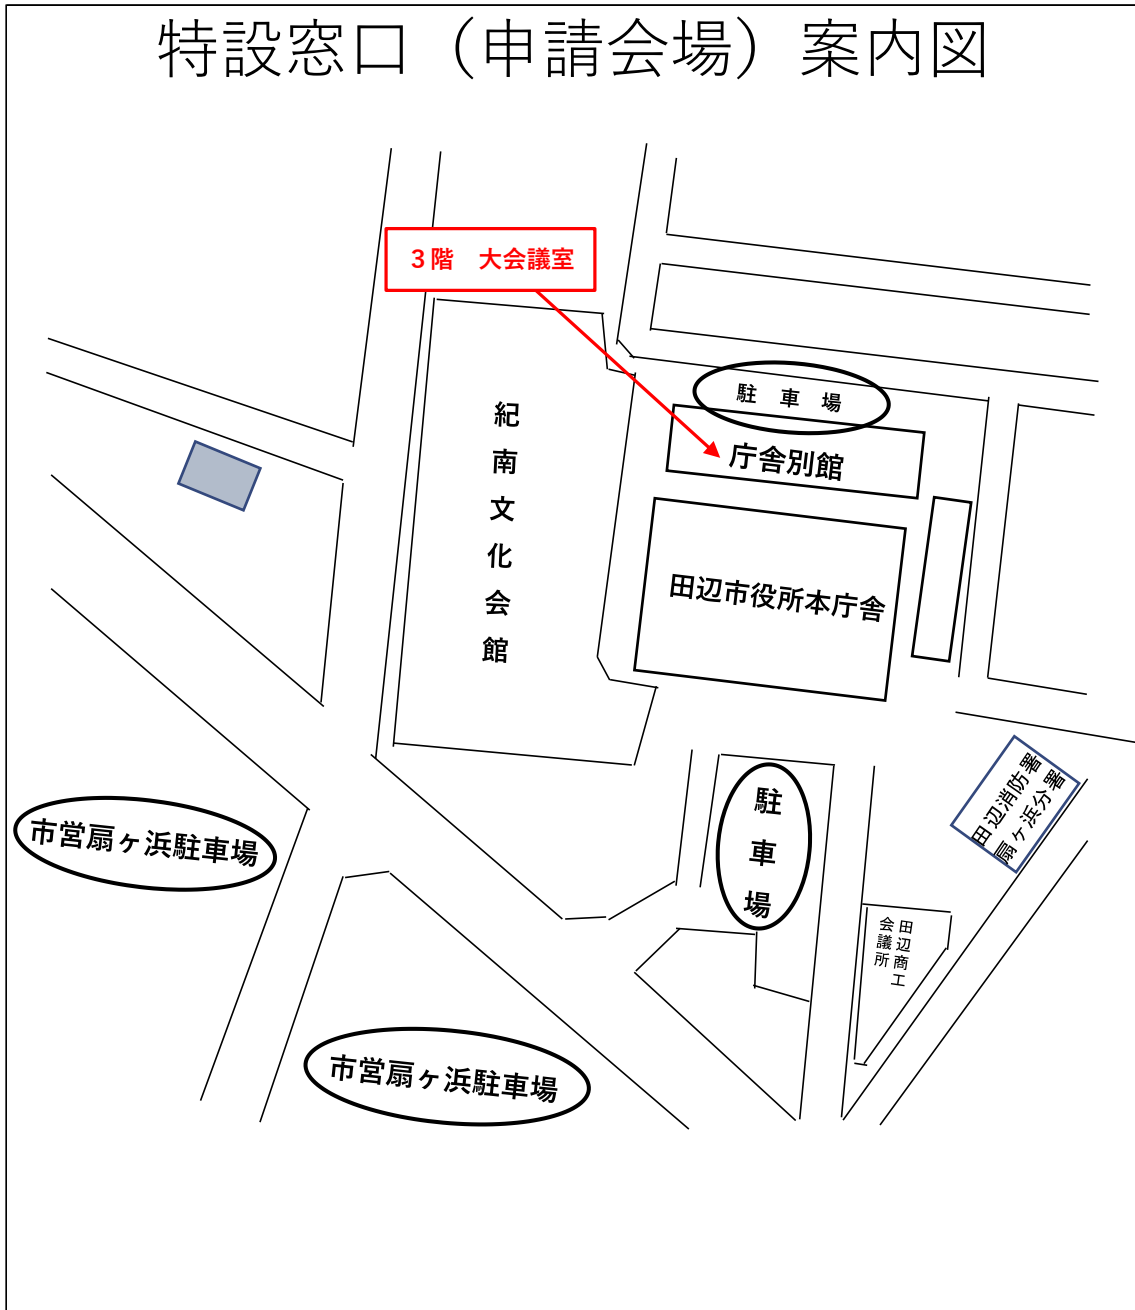 特設窓口（申請会場）案内図
３階　大会議室
駐 車 場
庁舎別館
紀南文化会館
田辺市役所本庁舎
田辺消防署
扇ヶ浜分署
駐車場
市営扇ヶ浜駐車場
田辺商工
会議所
市営扇ヶ浜駐車場